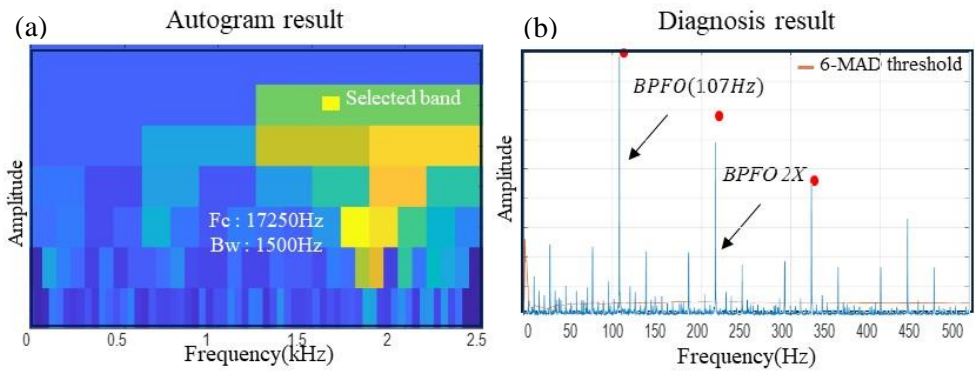 (a)
Autogram result
Selected band
Fc : 17250Hz
Bw : 1500Hz
Amplitude
0
0.5
1
1.5
2
2.5
Frequency(kHz)
(b)
Diagnosis result
6-MAD threshold
BPFO(107Hz)
BPFO 2X
Amplitude
0
50
100
150
200
250
300
350
400
450
500
Frequency(Hz)